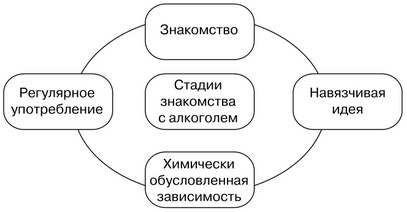 Знакомство
Регулярное
употребление
Стадии
знакомства
с алкоголем
Навязчивая
идея
Химически
обусловленная
зависимость